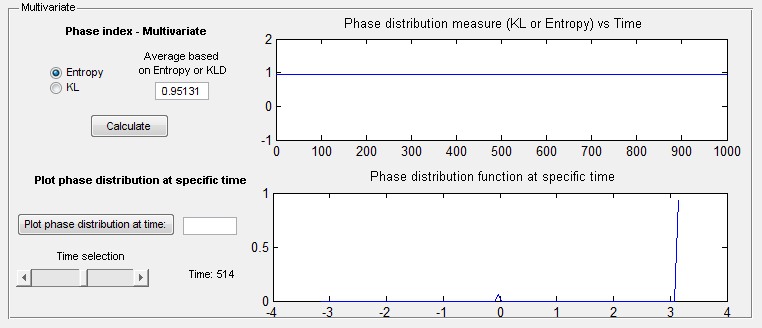 Multivariate
Phase index - Multivariate
Average based
on Entropy or KLD
Entropy
KL
0.95131
Calculate
Phase distribution measure (KL or Entropy) vs Time
2
1
0
-1
0 100 200 300 400 500 600 700 800 900 1000
Plot phase distribution at specific time
Plot phase distribution at time:
Time selection
Time: 514
Phase distribution function at specific time
1
0.5
0
-4 -3 -2 -1 0 1 2 3 4